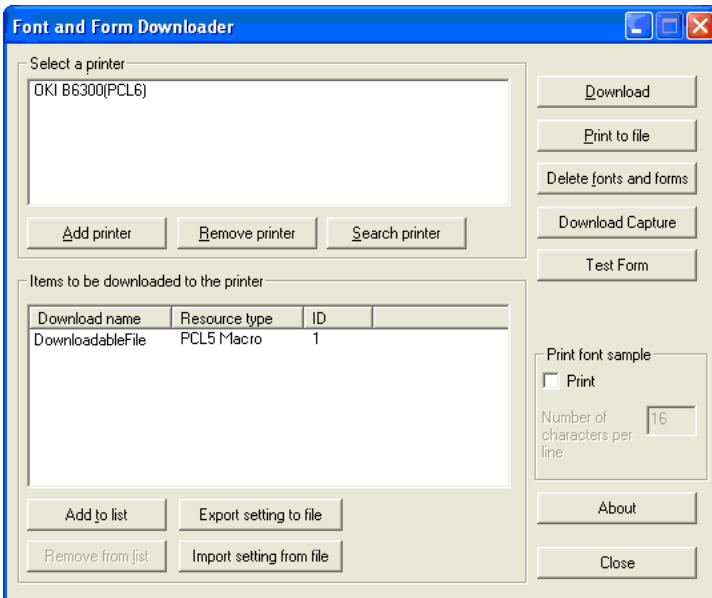 Font and Form Downloader
Select a printer
OKI B6300(PCL6)
Add printer
Remove printer
Search printer
Download
Print to file
Delete fonts and forms
Download Capture
Test Form
Items to be downloaded to the printer
Download name Resource type ID
DownloadableFile PCL5 Macro 1
Print font sample
Print
Number of
characters per
line
16
Add to list
Export setting to file
Remove from list
Import setting from file
About
Close